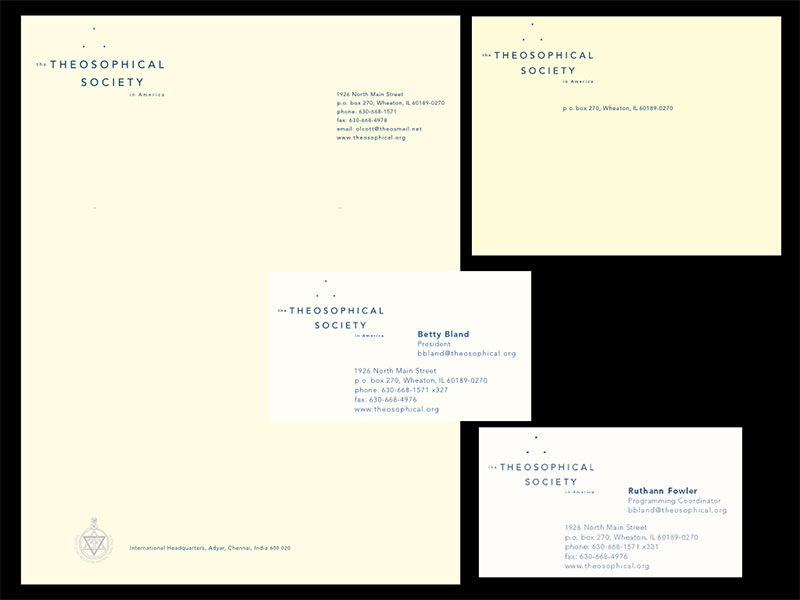 the THEOSOPHICAL
SOCIETY
in America
1926 North Main Street
p.o. box 270, Wheaton, IL 60189-0270
phone: 630-668-1571
fax: 630-668-4978
email: olcott@theosmail.net
www.theosophical.org
International Headquarters, Adyar, Chennai, India 600 020
the THEOSOPHICAL
SOCIETY
in America
p.o. box 270, Wheaton, IL 60189-0270
the THEOSOPHICAL
SOCIETY
in America
Betty Bland
President
bbland@theosophical.org
1926 North Main Street
p.o. box 270, Wheaton, IL 60189-0270
phone: 630-668-1571 x327
fax: 630-668-4976
www.theosophical.org
the THEOSOPHICAL
SOCIETY
in America
Ruthann Fowler
Programming Coordinator
bbland@theosophical.org
1926 North Main Street
p.o. box 270, Wheaton, IL 60189-0270
phone: 630-668-1571 x331
fax: 630-668-4976
www.theosophical.org